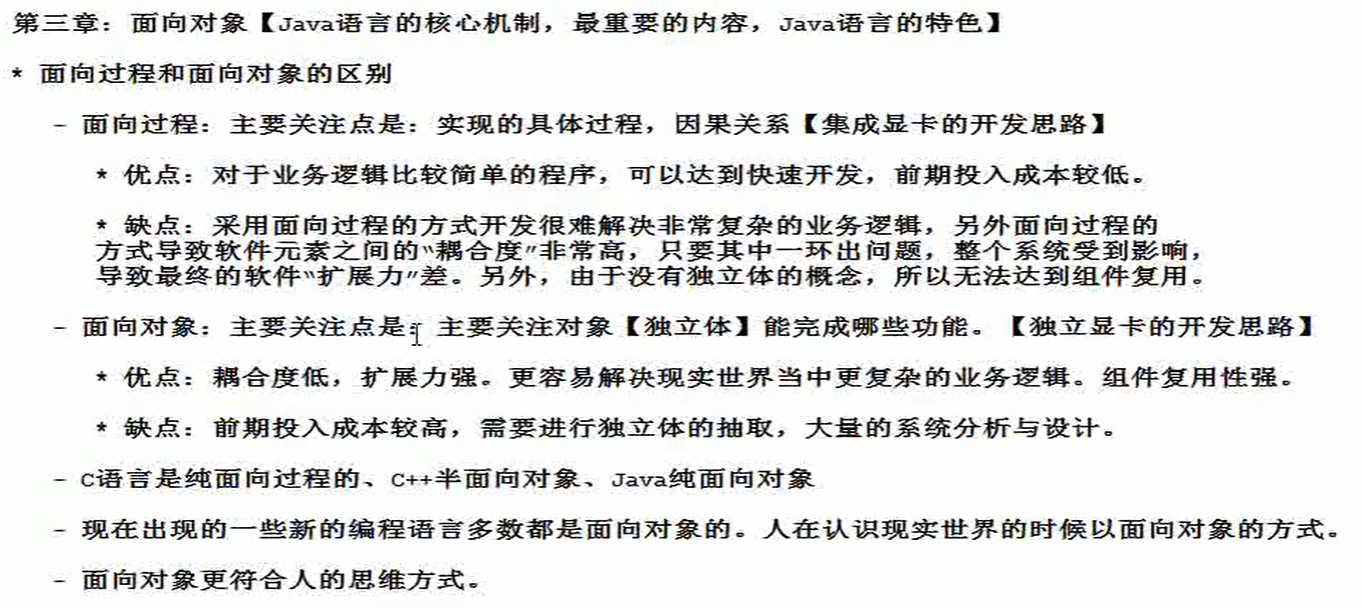 第三章：面向对象【Java语言的核心机制，最重要的内容，Java语言的特色】
* 面向过程和面向对象的区别
- 面向过程：主要关注点是：实现的具体过程，因果关系【集成显卡的开发思路】
* 优点：对于业务逻辑比较简单的程序，可以达到快速开发，前期投入成本较低。
* 缺点：采用面向过程的方式开发很难解决非常复杂的业务逻辑，另外面向过程的
方式导致软件元素之间的“耦合度”非常高，只要其中一环出问题，整个系统受到影响，
导致最终的软件“扩展力”差。另外，由于没有独立体的概念，所以无法达到组件复用。
- 面向对象：主要关注点是：主要关注对象【独立体】能完成哪些功能。【独立显卡的开发思路】
* 优点：耦合度低，扩展力强。更容易解决现实世界当中更复杂的业务逻辑。组件复用性强。
* 缺点：前期投入成本较高，需要进行独立体的抽取，大量的系统分析与设计。
- C语言是纯面向过程的、C++半面向对象、Java纯面向对象
- 现在出现的一些新的编程语言多数都是面向对象的。人在认识现实世界的时候以面向对象的方式。
- 面向对象更符合人的思维方式。